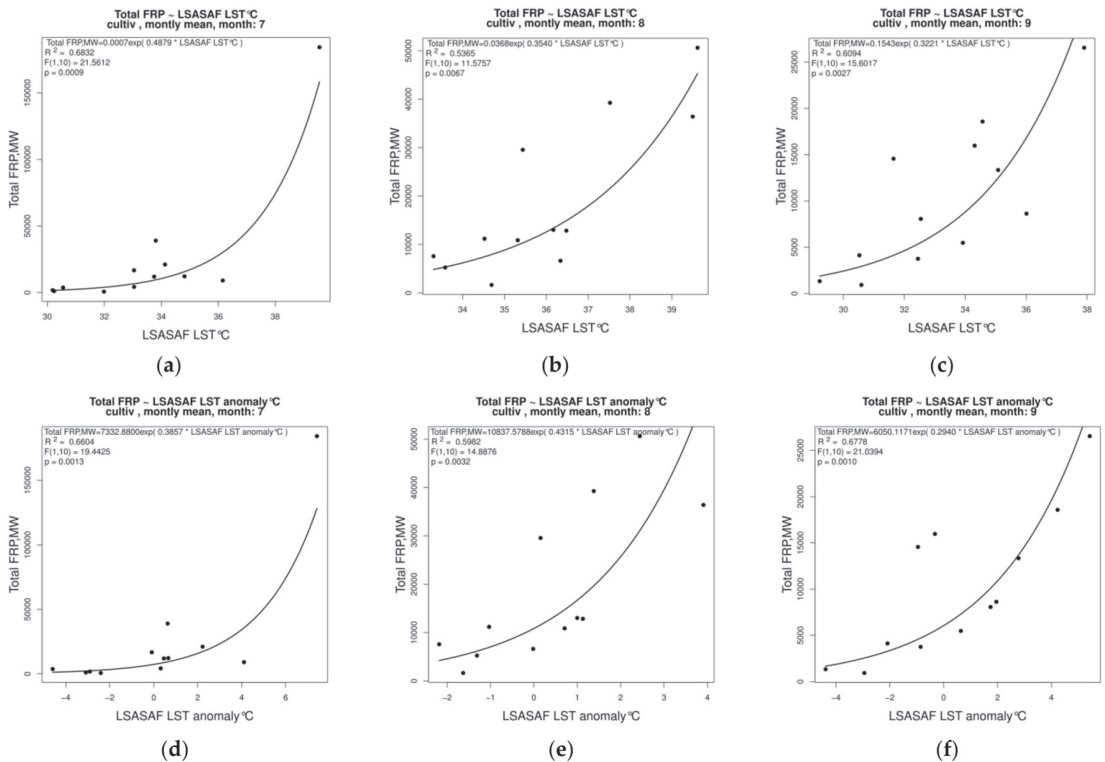 Total FRP ~ LSASAF LST°C
cultiv , montly mean, month: 7
Total FRP,MW=0.0007exp( 0.4879 * LSASAF LST°C )
R 2 = 0.6832
F(1,10) = 21.5612
p = 0.0009
Total FRP,MW
0 50000 100000 150000
30 32 34 36 38
LSASAF LST°C
(a)
Total FRP ~ LSASAF LST°C
cultiv , montly mean, month: 8
Total FRP,MW=0.0368exp( 0.3540 * LSASAF LST°C )
R 2 = 0.5365
F(1,10) = 11.5757
p = 0.0067
Total FRP,MW
0 10000 20000 30000 40000 50000
34 35 36 37 38 39
LSASAF LST°C
(b)
Total FRP ~ LSASAF LST°C
cultiv , montly mean, month: 9
Total FRP,MW=0.1543exp( 0.3221 * LSASAF LST°C )
R 2 = 0.6094
F(1,10) = 15.6017
p = 0.0027
Total FRP,MW
0 5000 10000 15000 20000 25000
30 32 34 36 38
LSASAF LST°C
(c)
Total FRP ~ LSASAF LST anomaly°C
cultiv , montly mean, month: 7
Total FRP,MW=7332.8800exp( 0.3857 * LSASAF LST anomaly°C )
R 2 = 0.6604
F(1,10) = 19.4425
p = 0.0013
Total FRP,MW
0 50000 100000 150000
−4 −2 0 2 4 6
LSASAF LST anomaly°C
(d)
Total FRP ~ LSASAF LST anomaly°C
cultiv , montly mean, month: 8
Total FRP,MW=10837.5788exp( 0.4315 * LSASAF LST anomaly°C )
R 2 = 0.5982
F(1,10) = 14.8876
p = 0.0032
Total FRP,MW
0 10000 20000 30000 40000 50000
−2 −1 0 1 2 3 4
LSASAF LST anomaly°C
(e)
Total FRP ~ LSASAF LST anomaly°C
cultiv , montly mean, month: 9
Total FRP,MW=6050.1171exp( 0.2940 * LSASAF LST anomaly°C )
R 2 = 0.6778
F(1,10) = 21.0394
p = 0.0010
Total FRP,MW
0 5000 10000 15000 20000 25000
−4 −2 0 2 4
LSASAF LST anomaly°C
(f)